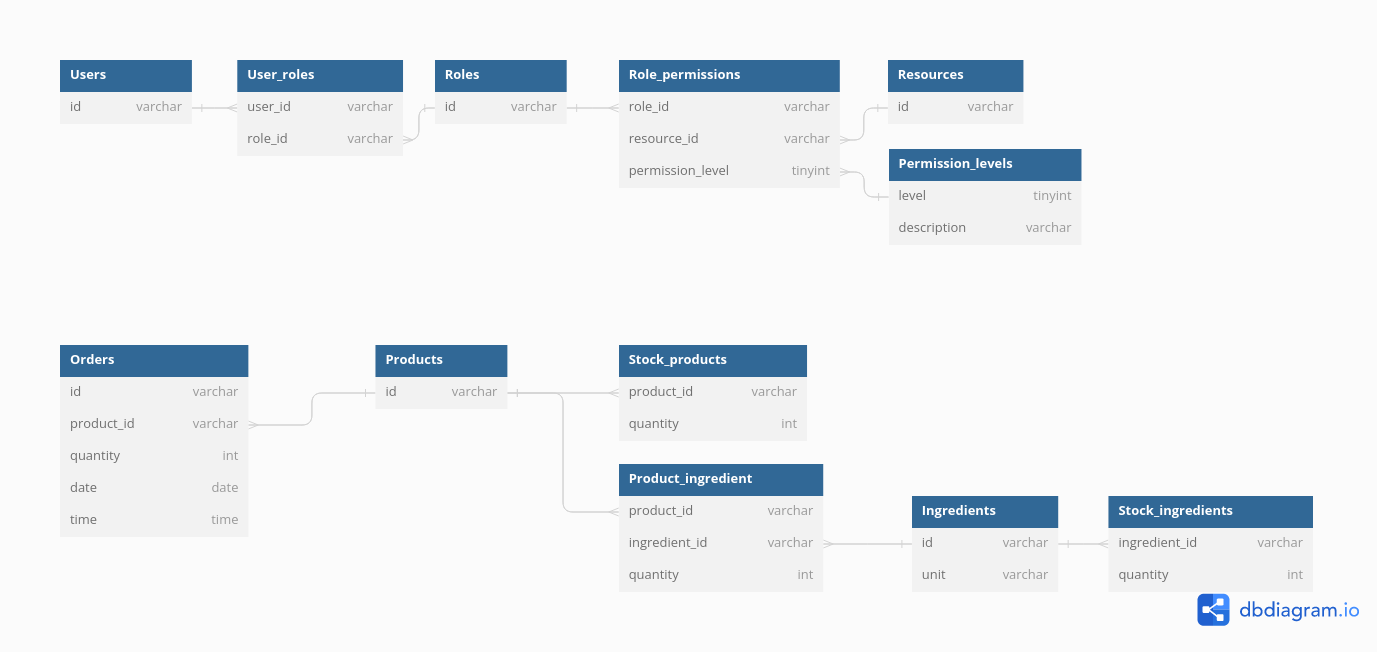 Users
id varchar
User_roles
user_id varchar
role_id varchar
Roles
id varchar
Role_permissions
role_id varchar
resource_id varchar
permission_level tinyint
Resources
id varchar
Permission_levels
level tinyint
description varchar
Orders
id varchar
product_id varchar
quantity int
date date
time time
Products
id varchar
Stock_products
product_id varchar
quantity int
Product_ingredient
product_id varchar
ingredient_id varchar
quantity int
Ingredients
id varchar
unit varchar
Stock_ingredients
ingredient_id varchar
quantity int
dbdiagram.io